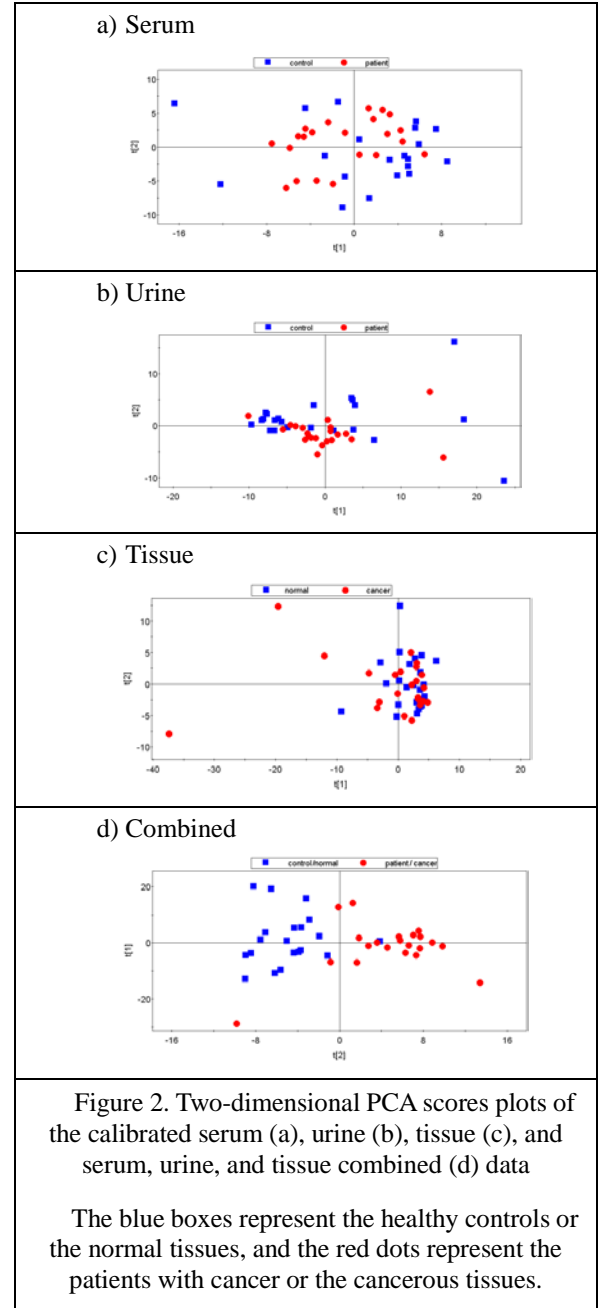 a) Serum
control patient
10
5
0
-5
-10
t[2]
-16 -8 0 8
t[1]
b) Urine
control patient
10
0
-10
t[2]
-20 -10 0 10 20
t[1]
c) Tissue
normal cancer
10
5
0
-5
-10
t[2]
-40 -30 -20 -10 0 10 20
t[1]
d) Combined
control/normal patient/cancer
20
0
-20
t[1]
-16 -8 0 8 16
t[2]
Figure 2. Two-dimensional PCA scores plots of
the calibrated serum (a), urine (b), tissue (c), and
serum, urine, and tissue combined (d) data
The blue boxes represent the healthy controls or
the normal tissues, and the red dots represent the
patients with cancer or the cancerous tissues.